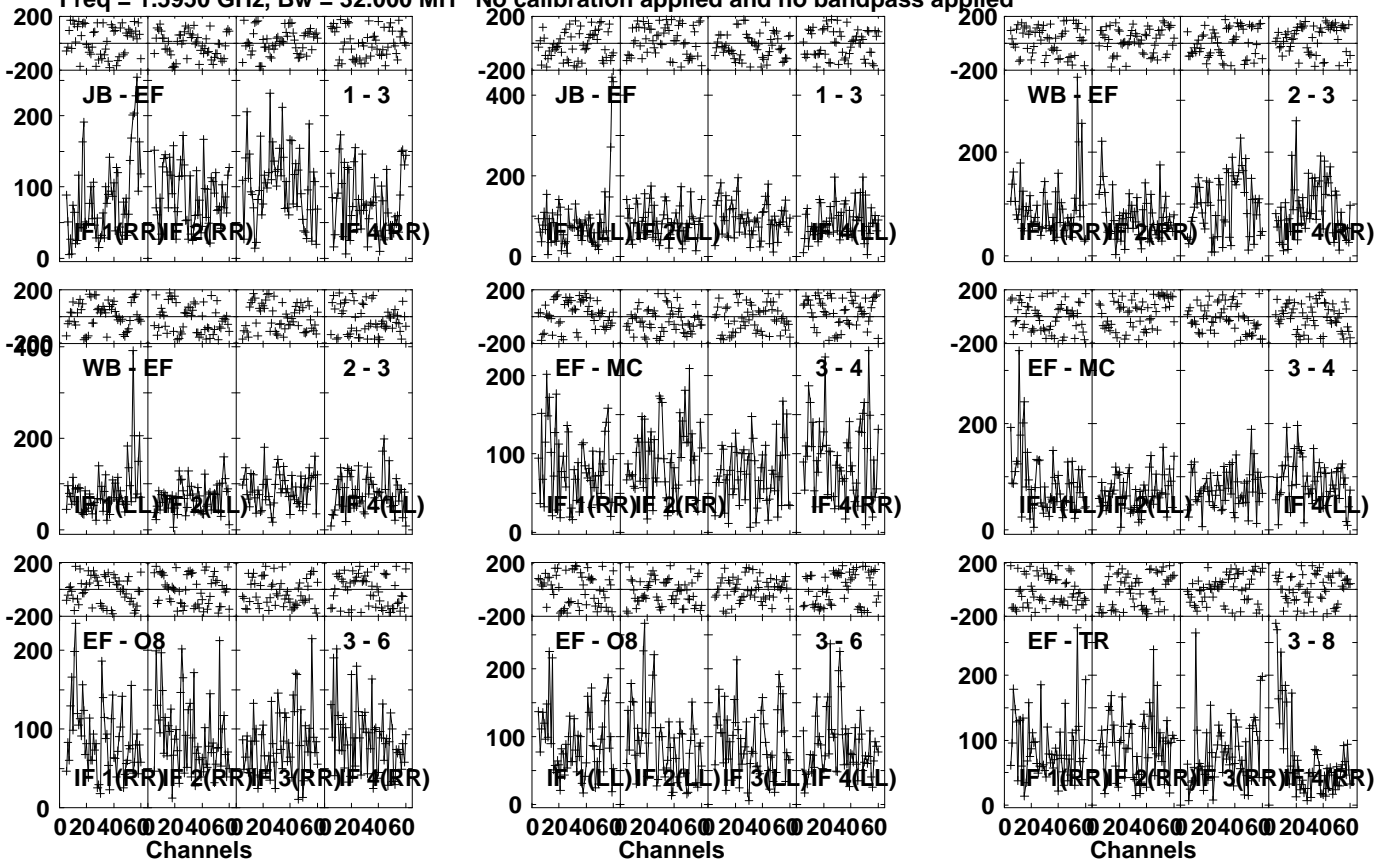 Freq = 1.5950 GHz, Bw = 32.000 MH No calibration applied and no bandpass applied
200
-200
JB - EF 1 - 3
200
100
0
IF 1(RR) IF 2(RR) IF 4(RR)
200
-200
JB - EF 1 - 3
400
200
0
IF 1(LL) IF 2(LL) IF 4(LL)
200
-200
WB - EF 2 - 3
200
0
IF 1(RR) IF 2(RR) IF 4(RR)
200
-200
400
WB - EF 2 - 3
200
0
IF 1(LL) IF 2(LL) IF 4(LL)
200
-200
EF - MC 3 - 4
200
100
0
IF 1(RR) IF 2(RR) IF 4(RR)
200
-200
EF - MC 3 - 4
200
0
IF 1(LL) IF 2(LL) IF 4(LL)
200
-200
EF - O8 3 - 6
200
100
0
IF 1(RR) IF 2(RR) IF 3(RR) IF 4(RR)
0 20 40 60 0 20 40 60 0 20 40 60 0 20 40 60
Channels
200
-200
EF - O8 3 - 6
200
100
0
IF 1(LL) IF 2(LL) IF 3(LL) IF 4(LL)
0 20 40 60 0 20 40 60 0 20 40 60 0 20 40 60
Channels
200
-200
EF - TR 3 - 8
200
100
0
IF 1(RR) IF 2(RR) IF 3(RR) IF 4(RR)
0 20 40 60 0 20 40 60 0 20 40 60 0 20 40 60
Channels